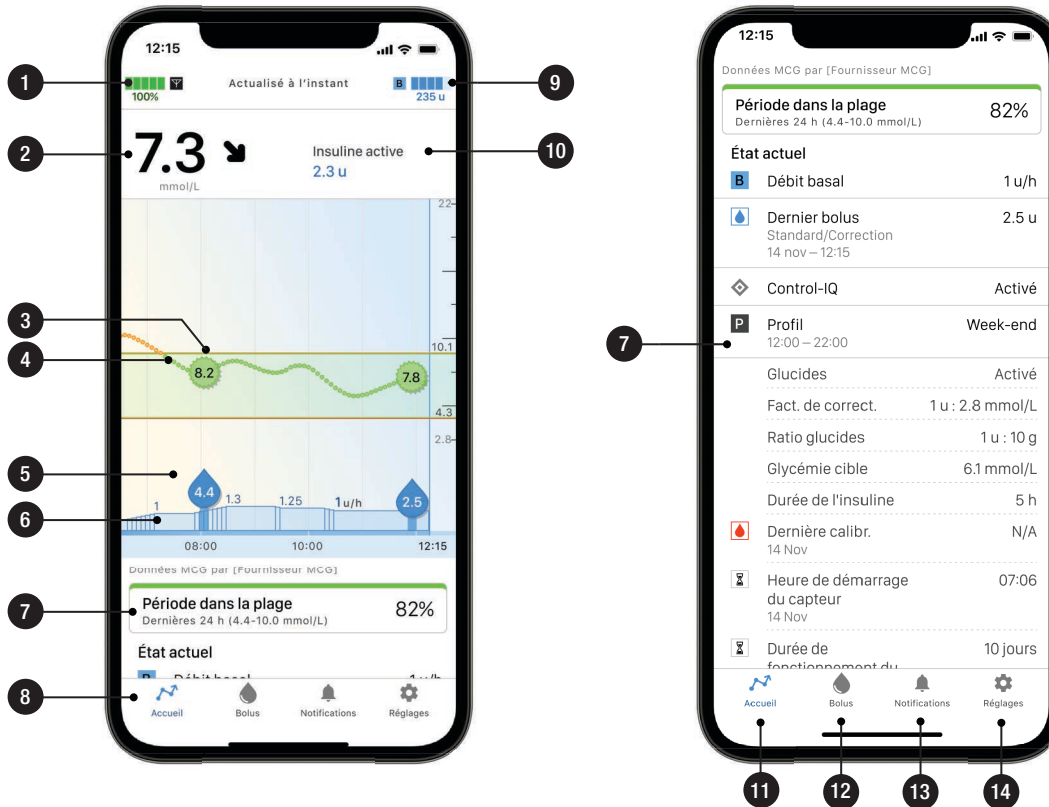 12:15
1
100%
Actualisé à l'instant
B
235 u
9
2
7.3
mmol/L
Insuline active
2.3 u
10
22
3
4
10.1
8.2
7.8
4.3
2.8
5
6
4.4
1
1.3
1.25
1 u/h
2.5
08:00
10:00
12:15
Données MCG par [Fournisseur MCG]
7
Période dans la plage
Dernières 24 h (4.4-10.0 mmol/L)
82%
État actuel
B Débit basal 1 u/h
8
Accueil
Bolus
Notifications
Réglages
12:15
Données MCG par [Fournisseur MCG]
Période dans la plage
Dernières 24 h (4.4-10.0 mmol/L)
82%
État actuel
B Débit basal 1 u/h
Dernier bolus 2.5 u
Standard/Correction
14 nov – 12:15
Control-IQ Activé
7
P Profil Week-end
12:00 – 22:00
Glucides Activé
Fact. de correct. 1 u : 2.8 mmol/L
Ratio glucides 1 u : 10 g
Glycémie cible 6.1 mmol/L
Durée de l'insuline 5 h
Dernière calibr. N/A
14 Nov
Heure de démarrage 07:06
du capteur
14 Nov
Durée de 10 jours
fonctionnement du
Accueil
Bolus
Notifications
Réglages
11
12
13
14